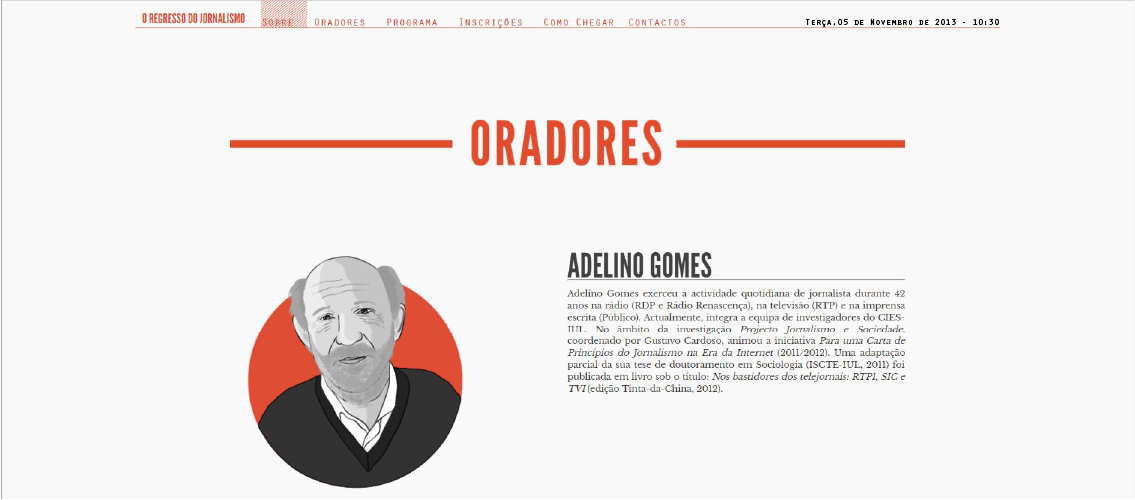 O REGRESSO DO JORNALISMO SOBRE ORADORES PROGRAMA INSCRIÇÕES COMO CHEGAR CONTACTOS TERÇA,05 DE NOVEMBRO DE 2013 - 10:30
ORADORES
ADELINO GOMES
Adelino Gomes exerceu a actividade quotidiana de jornalista durante 42
anos na rádio (RDP e Rádio Renascença), na televisão (RTP) e na imprensa
escrita (Público). Actualmente, integra a equipa de investigadores do CIES-
IUL. No âmbito da investigação Projecto Jornalismo e Sociedade,
coordenado por Gustavo Cardoso, animou a iniciativa Para uma Carta de
Princípios do Jornalismo na Era da Internet (2011/2012). Uma adaptação
parcial da sua tese de doutoramento em Sociologia (ISCTE-IUL, 2011) foi
publicada em livro sob o título: Nos bastidores dos telejornais: RTP1, SIC e
TVI (edição Tinta-da-China, 2012).